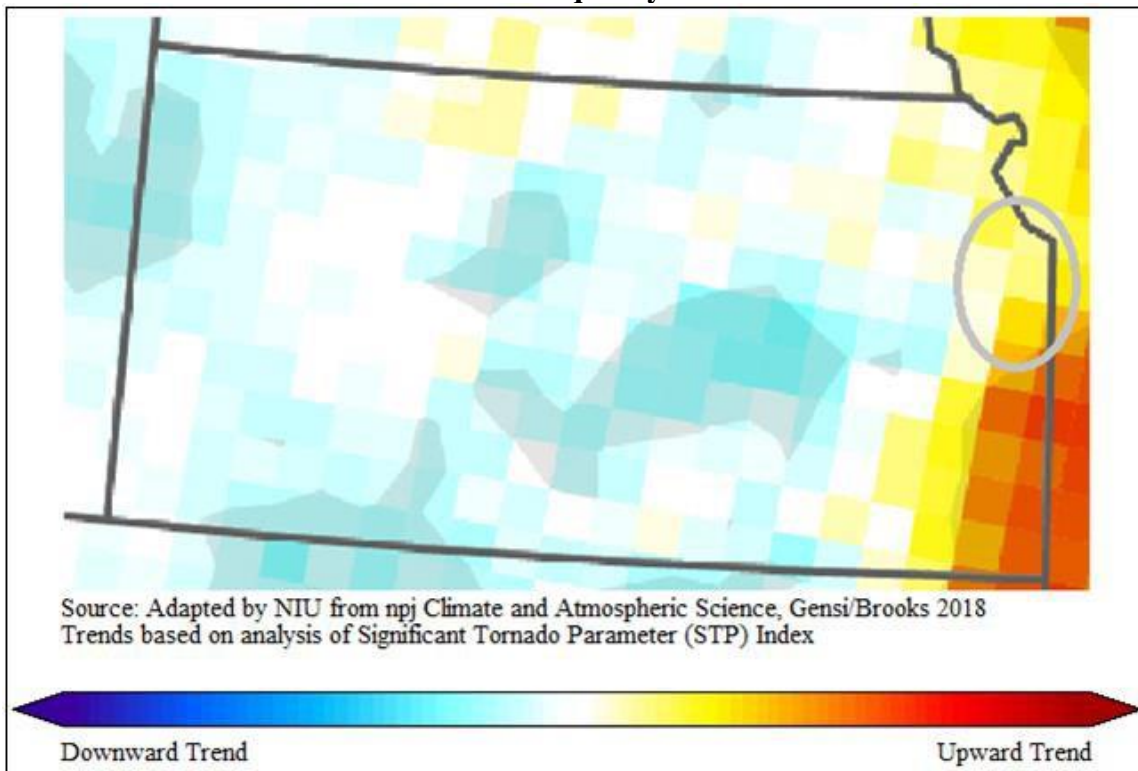 Source: Adapted by NIU from npj Climate and Atmospheric Science, Gensi/Brooks 2018
Trends based on analysis of Significant Tornado Parameter (STP) Index
Downward Trend
Upward Trend